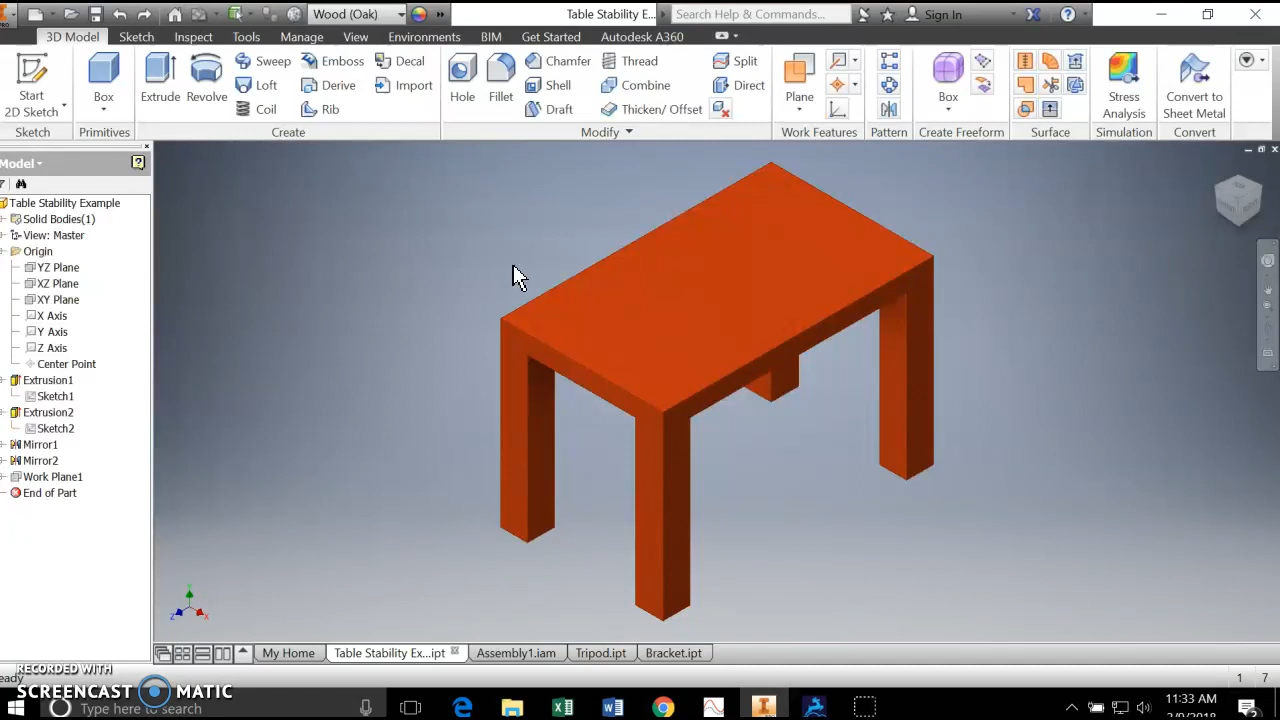 PRO
Wood (Oak)
Table Stability E...
Search Help & Commands...
Sign In
3D Model
Sketch
Inspect
Tools
Manage
View
Environments
BIM
Get Started
Autodesk A360
Start
2D Sketch
Sketch
Box
Primitives
Extrude
Revolve
Sweep
Loft
Coil
Emboss
Derive
Rib
Decal
Import
Create
Hole
Fillet
Chamfer
Shell
Draft
Thread
Combine
Thicken/ Offset
Split
Direct
Modify
Plane
Work Features
Pattern
Box
Create Freeform
Surface
Stress
Analysis
Simulation
Convert to
Sheet Metal
Convert
Model
Table Stability Example
Solid Bodies(1)
View: Master
Origin
YZ Plane
XZ Plane
XY Plane
X Axis
Y Axis
Z Axis
Center Point
Extrusion1
Sketch1
Extrusion2
Sketch2
Mirror1
Mirror2
Work Plane1
End of Part
Z
X
My Home
Table Stability Ex...ipt
Assembly1.iam
Tripod.ipt
Bracket.ipt
RECORDED WITH
eady
1 7
SCREENCAST MATIC
Type here to search
11:33 AM